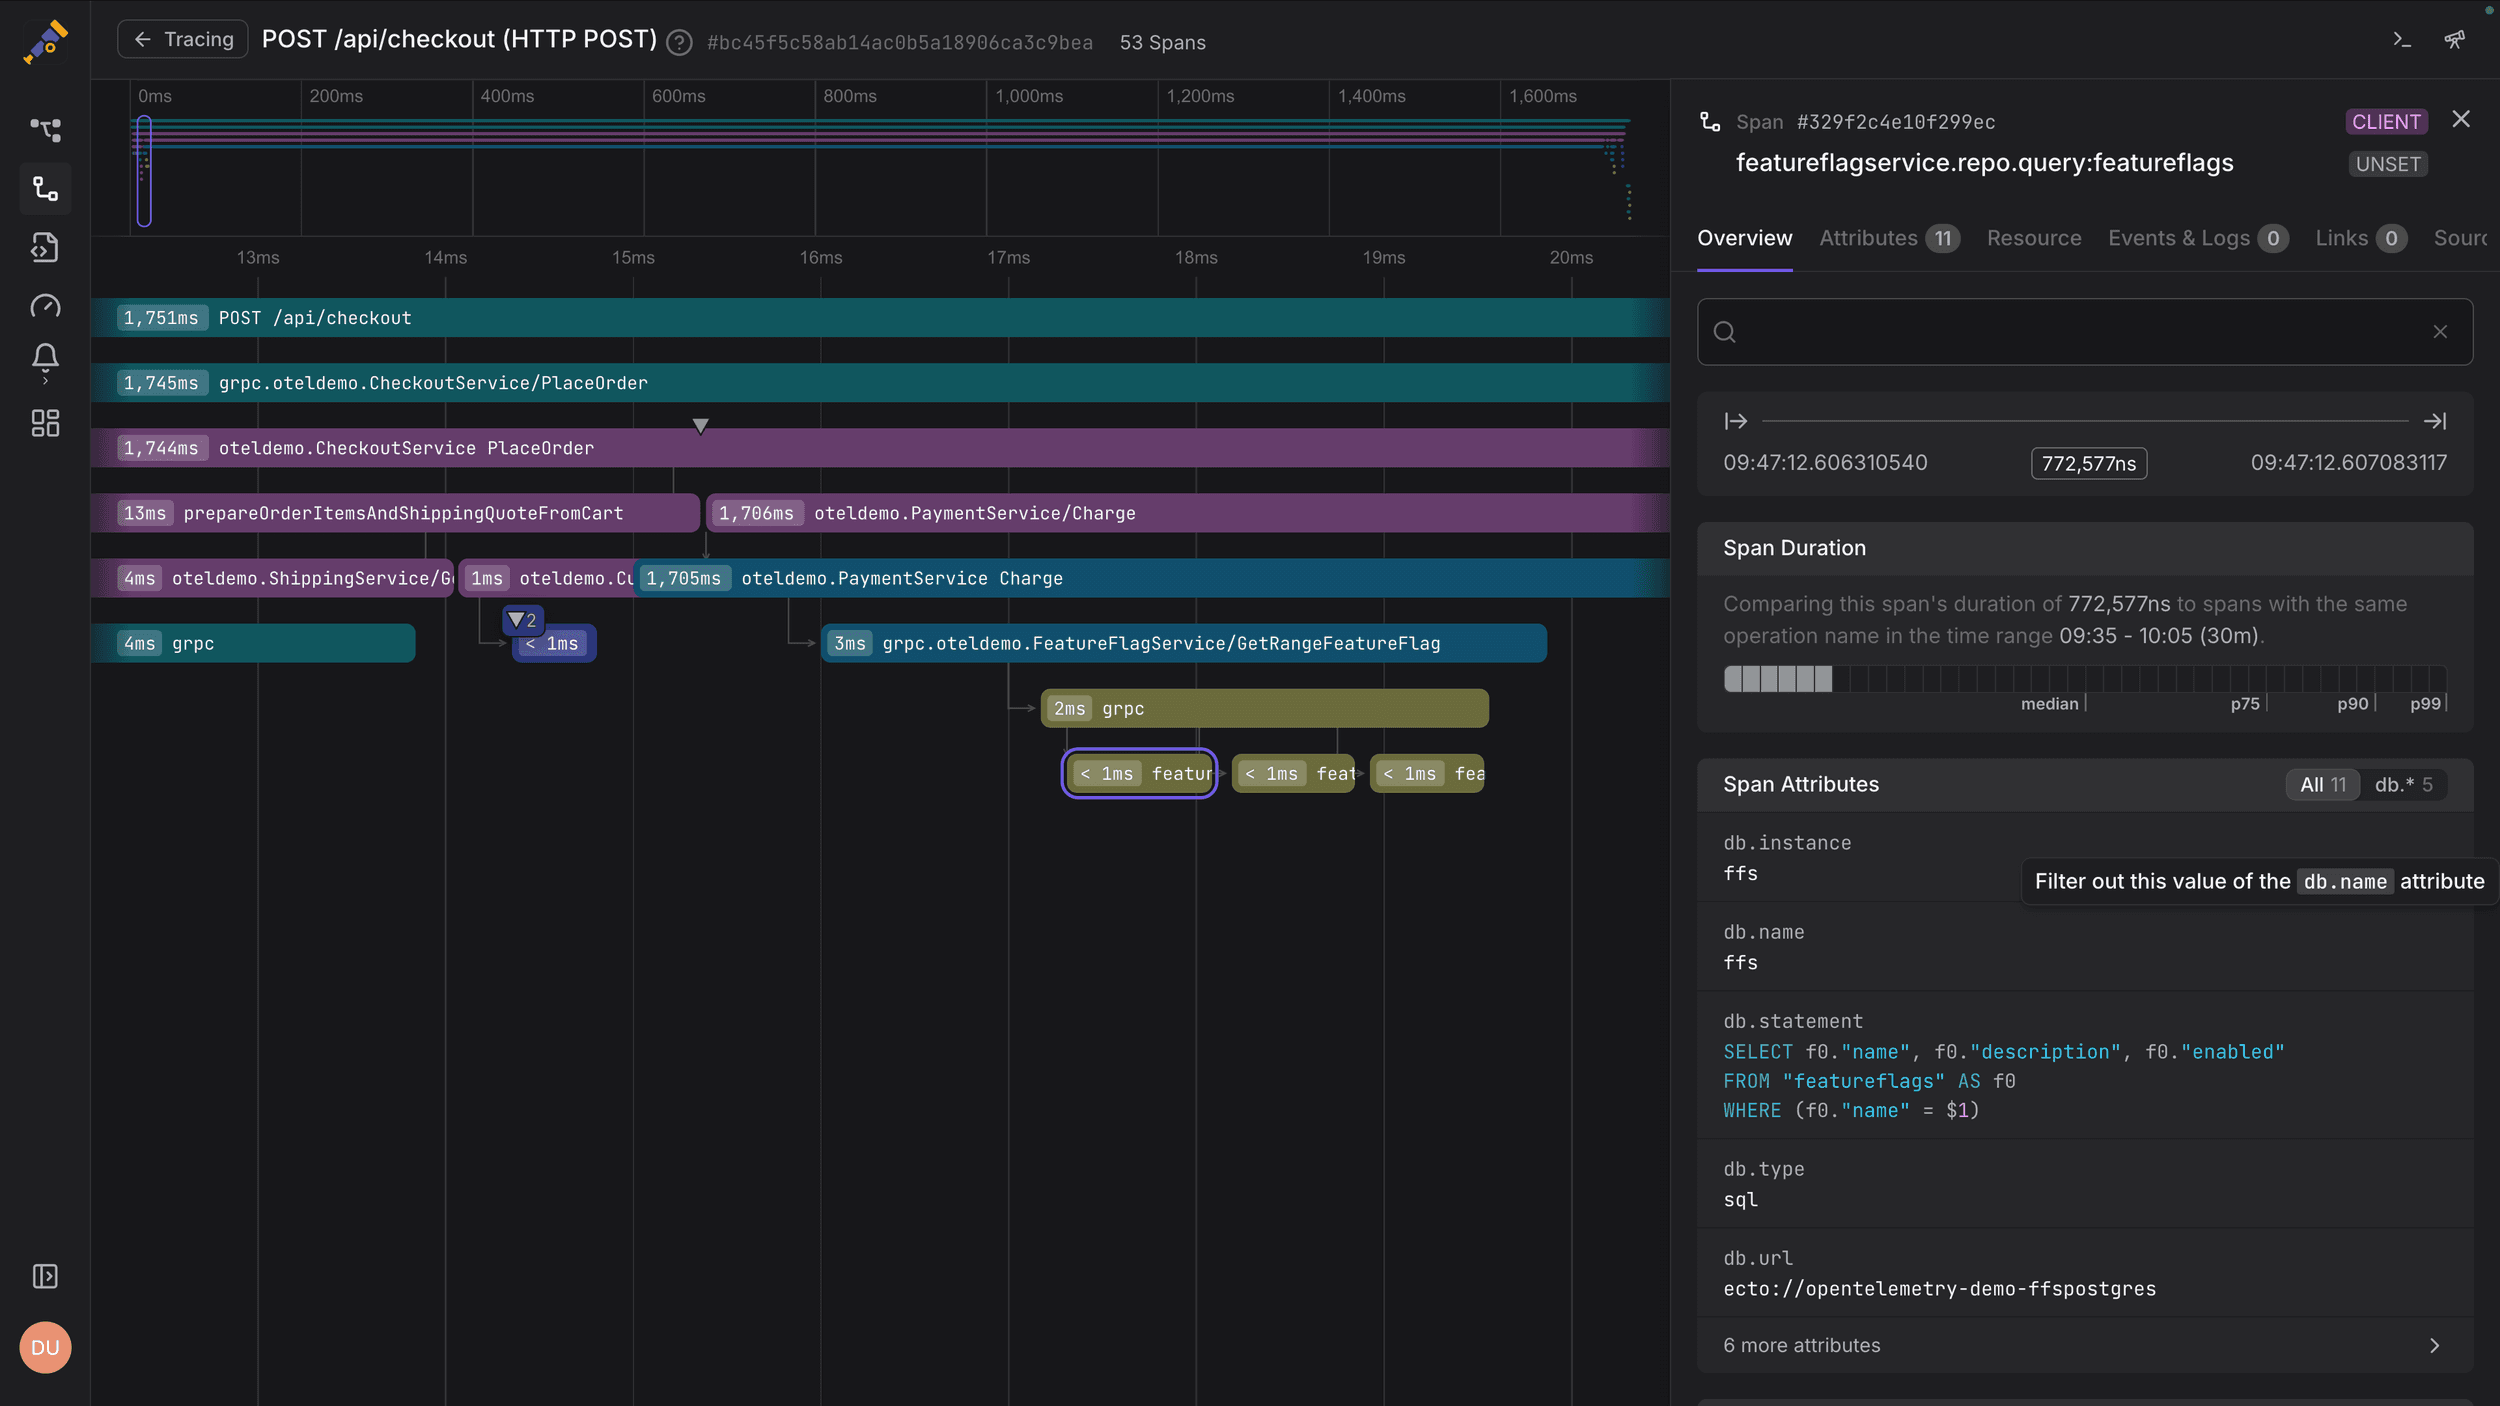 Tracing
POST /api/checkout (HTTP POST)
?
#bc45f5c58ab14ac0b5a18906ca3c9bea
53 Spans
0ms 200ms 400ms 600ms 800ms 1,000ms 1,200ms 1,400ms 1,600ms
13ms 14ms 15ms 16ms 17ms 18ms 19ms 20ms
1,751ms POST /api/checkout
1,745ms grpc.oteldemo.CheckoutService/PlaceOrder
1,744ms oteldemo.CheckoutService PlaceOrder
13ms prepareOrderItemsAndShippingQuoteFromCart
1,706ms oteldemo.PaymentService/Charge
4ms oteldemo.ShippingService/G
1ms oteldemo.Cu
1,705ms oteldemo.PaymentService Charge
2
4ms grpc
< 1ms
3ms grpc.oteldemo.FeatureFlagService/GetRangeFeatureFlag
2ms grpc
< 1ms featur
< 1ms feat
< 1ms fea
DU
Span #329f2c4e10f299ec
CLIENT
featureflagservice.repo.query:featureflags
UNSET
Overview
Attributes 11
Resource
Events & Logs 0
Links 0
Sourc
09:47:12.606310540
772,577ns
09:47:12.607083117
Span Duration
Comparing this span's duration of 772,577ns to spans with the same
operation name in the time range 09:35 - 10:05 (30m).
median p75 p90 p99
Span Attributes
All 11
db.* 5
db.instance
ffs
Filter out this value of the db.name attribute
db.name
ffs
db.statement
SELECT f0."name", f0."description", f0."enabled"
FROM "featureflags" AS f0
WHERE (f0."name" = $1)
db.type
sql
db.url
ecto://opentelemetry-demo-ffspostgres
6 more attributes